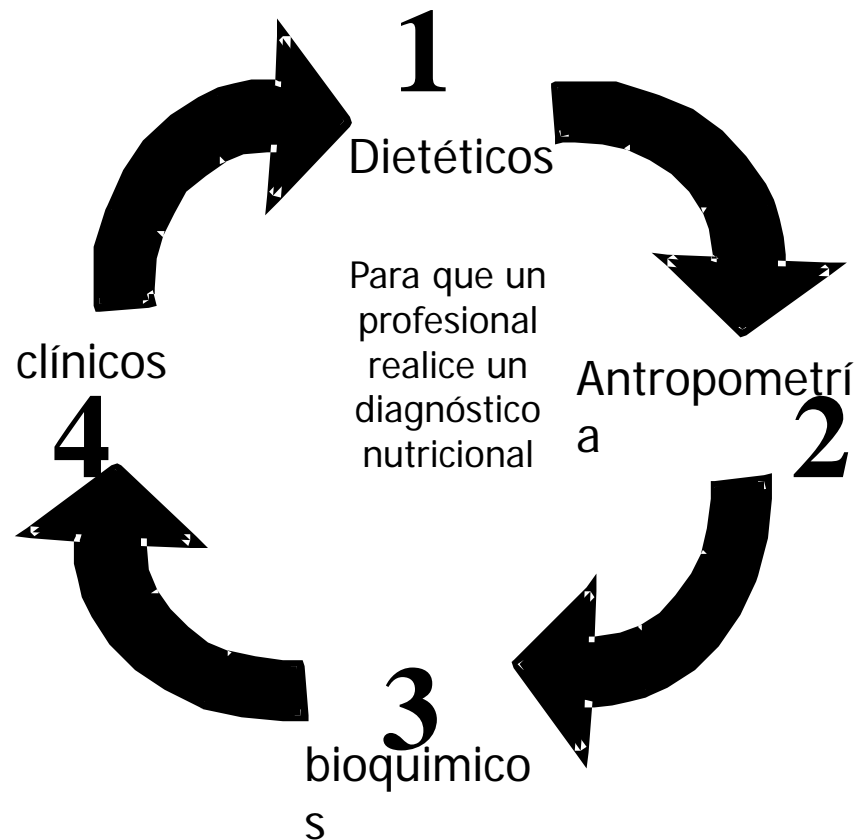 1
Dietéticos
Para que un
profesional
realice un
diagnóstico
nutricional
Antropometrí
a
2
3
bioquimico
s
clínicos
4